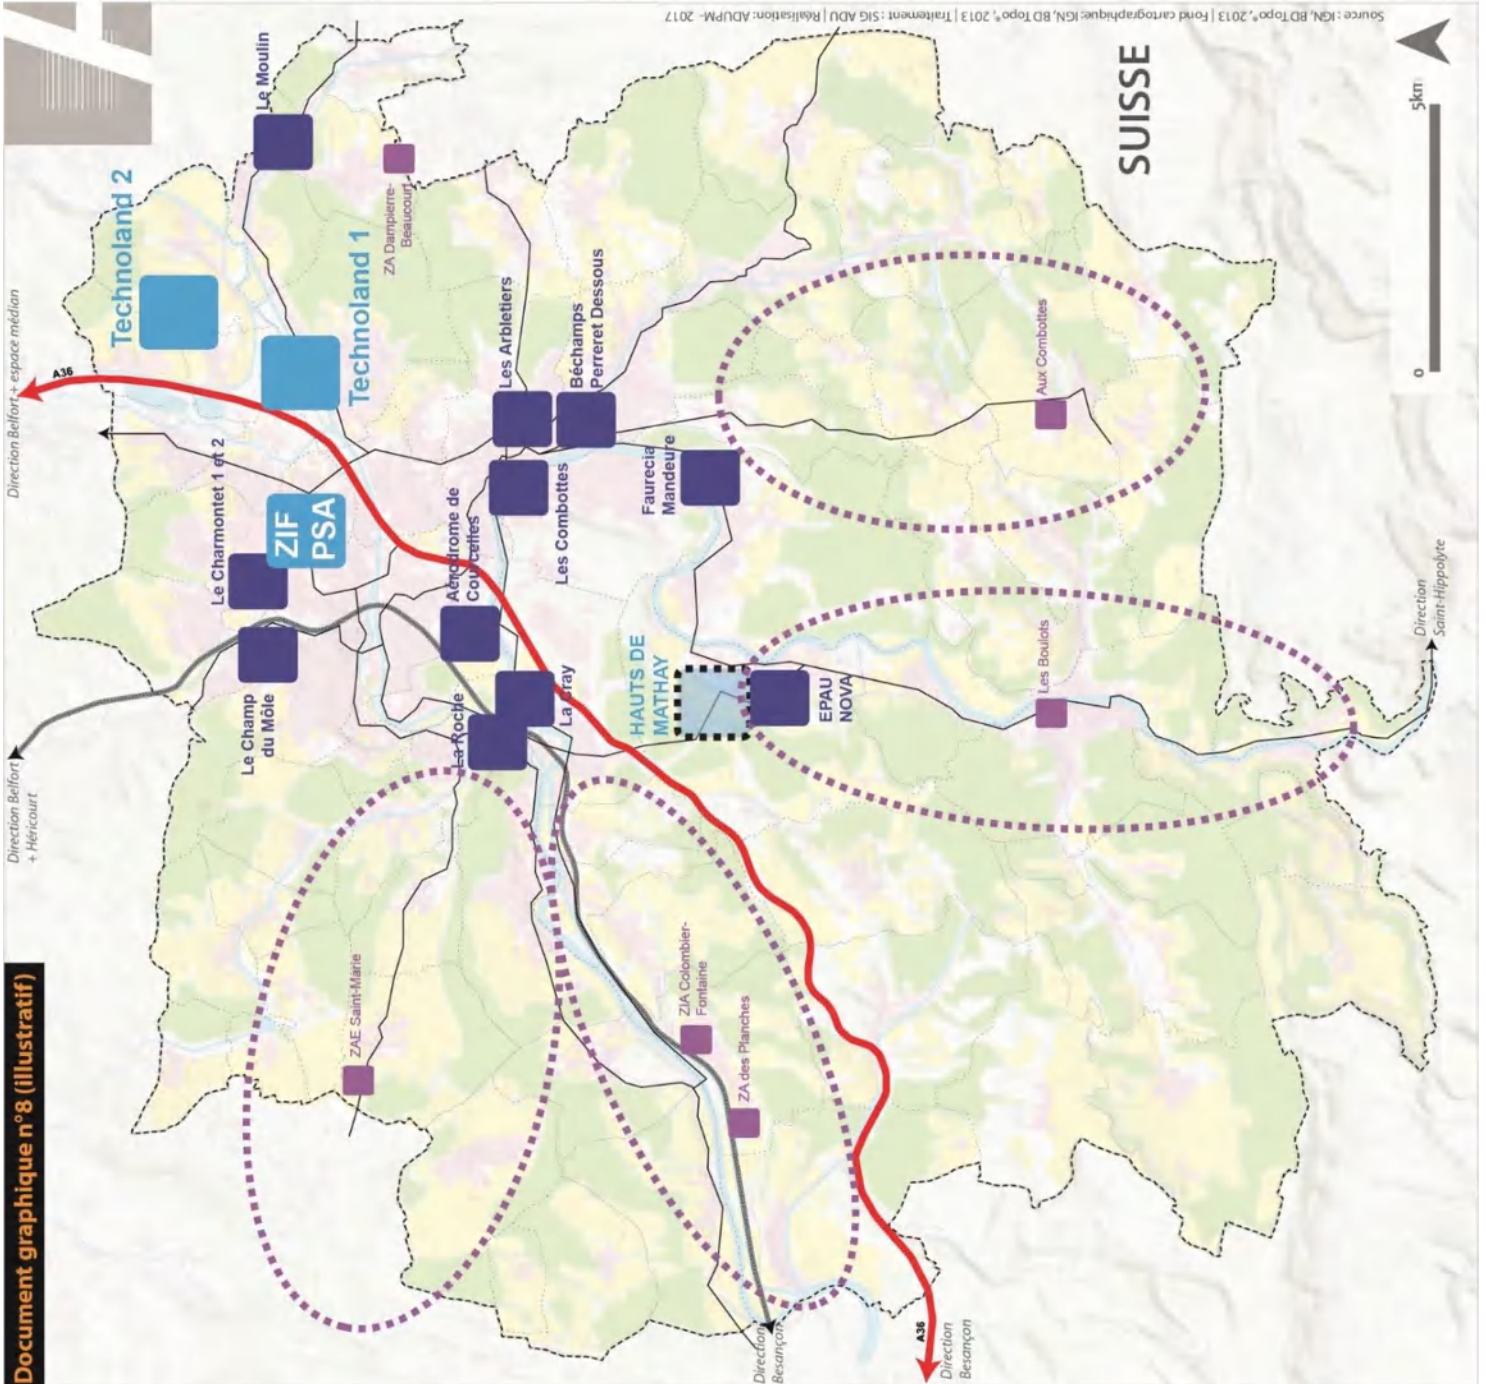 Document graphique n°8 (illustratif)
Direction Belfort
+ Héricourt
Direction Belfort + espace médian
A36
Technoland 2
Technoland 1
Le Moulin
ZA Dampierre-
Beaucourt
Le Charmontet 1 et 2
ZIF
PSA
Le Champ
du Môle
Aérodrome de
Courcelles
Les Arbletiers
Béchamps
Perreret Dessous
Les Combottes
Faurecia
Mandeure
La Roche
La Cray
HAUTS DE
MATHAY
EPAU
NOVA
ZAE Saint-Marie
ZIA Colombier-
Fontaine
ZA des Planches
Aux Combottes
Les Boulots
SUISSE
Direction
Saint-Hippolyte
Direction
Besançon
A36
Direction
Besançon
0
5km
Source : IGN, BD Topo®, 2013 | Fond cartographique: IGN, BD Topo®, 2013 | Traitement : SIG ADU | Réalisation: ADUPM- 2017